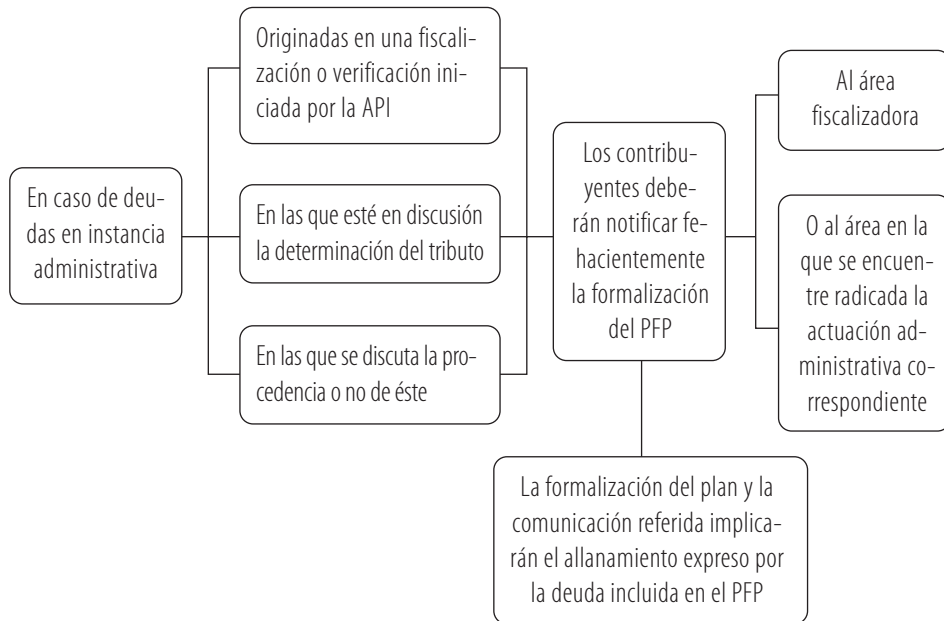 En caso de deu-
das en instancia
administrativa
Originadas en una fiscali-
zación o verificación ini-
ciada por la API
En las que esté en discusión
la determinación del tributo
En las que se discuta la pro-
cedencia o no de éste
Los contribu-
yentes debe-
rán notificar fe-
hacientemente
la formalización
del PFP
Al área
fiscalizadora
O al área en la
que se encuen-
tre radicada la
actuación ad-
ministrativa co-
rrespondiente
La formalización del plan y la
comunicación referida implica-
rán el allanamiento expreso por
la deuda incluida en el PFP